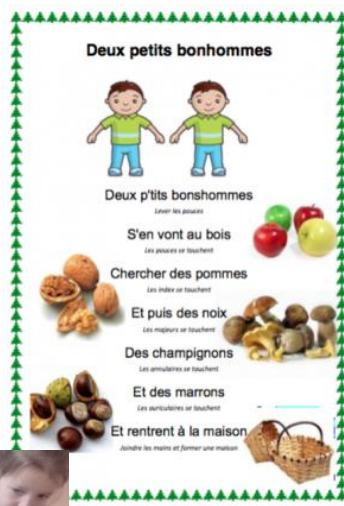 Deux petits bonhommes
Deux p'tits bonshommes
Lever les pouces
S'en vont au bois
Les pouces se touchent
Chercher des pommes
Les index se touchent
Et puis des noix
Les majeurs se touchent
Des champignons
Les annulaires se touchent
Et des marrons
Les auriculaires se touchent
Et rentrent à la maison
Joindre les mains et former une maison